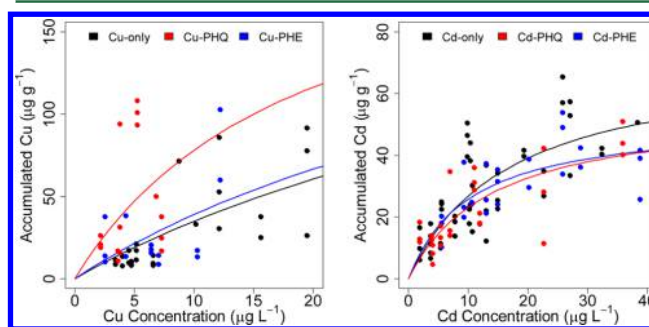 Cu-only Cu-PHQ Cu-PHE
Accumulated Cu (µg g⁻¹)
150
100
50
0
0 5 10 15 20
Cu Concentration (µg L⁻¹)
Cd-only Cd-PHQ Cd-PHE
Accumulated Cd (µg g⁻¹)
80
60
40
20
0
0 10 20 30 40
Cd Concentration (µg L⁻¹)